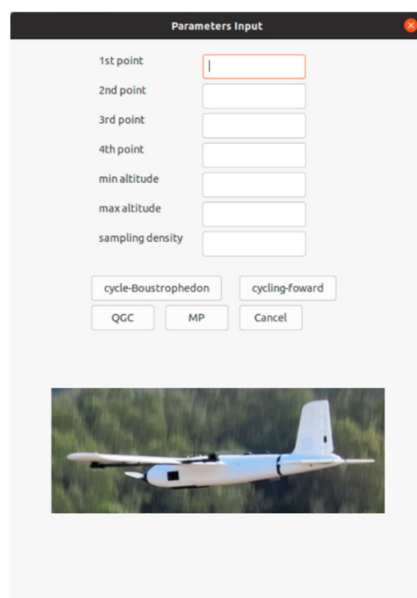 Parameters Input
1st point
2nd point
3rd point
4th point
min altitude
max altitude
sampling density
cycle-Boustrophedon cycling-foward
QGC MP Cancel